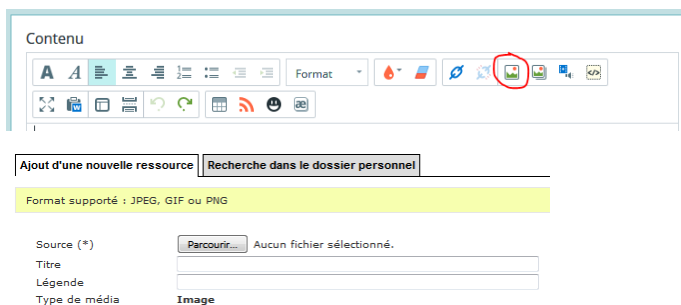 Contenu
A A Format
æ
Ajout d'une nouvelle ressource Recherche dans le dossier personnel
Format supporté : JPEG, GIF ou PNG
Source (*) Parcourir... Aucun fichier sélectionné.
Titre
Légende
Type de média Image